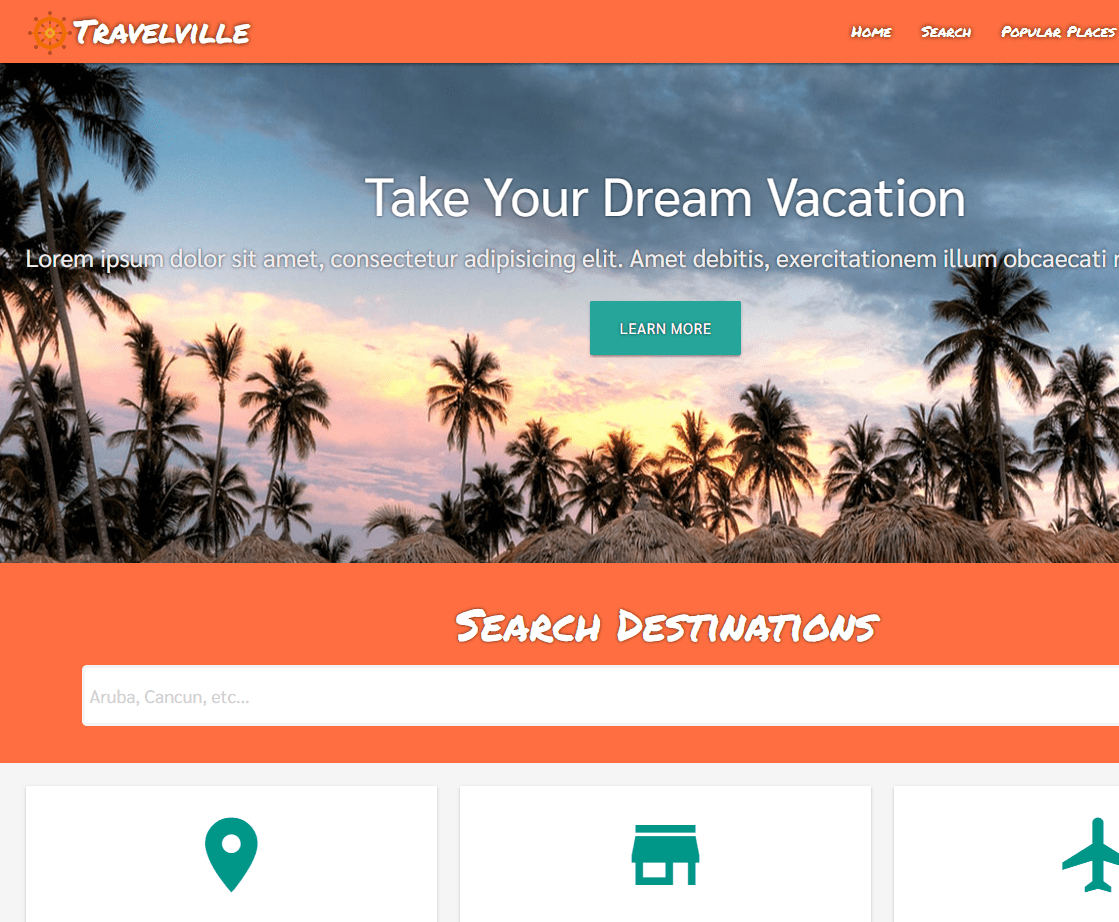 Travelville
Home Search Popular Places
Take Your Dream Vacation
Lorem ipsum dolor sit amet, consectetur adipisicing elit. Amet debitis, exercitationem illum obcaecati
LEARN MORE
Search Destinations
Aruba, Cancun, etc...